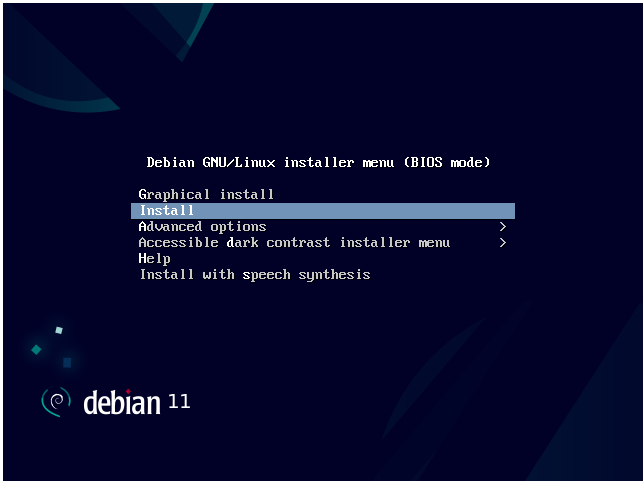 Debian GNU/Linux installer menu (BIOS mode)
Graphical install
Install
Advanced options >
Accessible dark contrast installer menu >
Help
Install with speech synthesis
debian 11